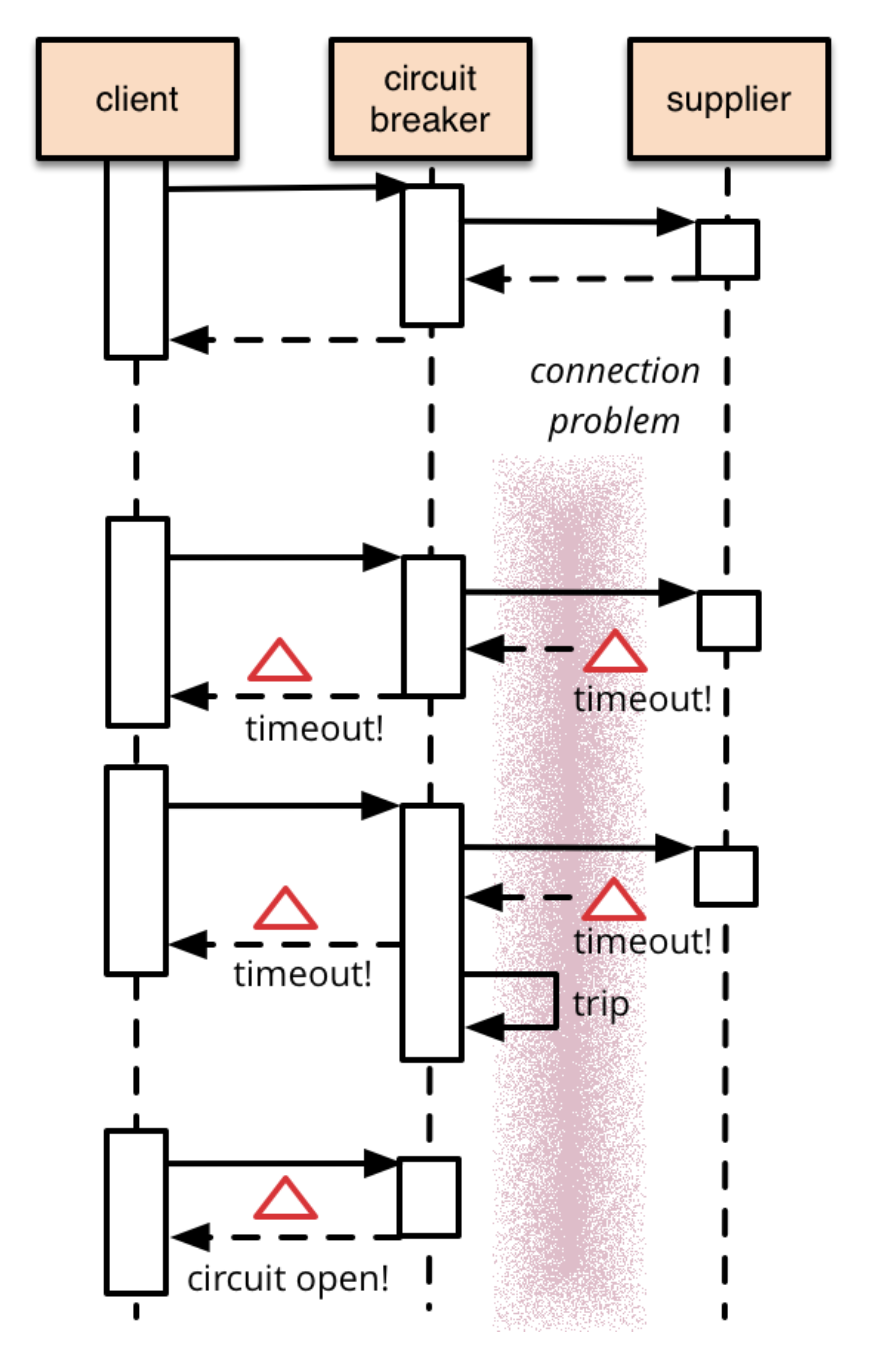 client
circuit
breaker
supplier
connection
problem
timeout!
timeout!
timeout!
timeout!
trip
circuit open!